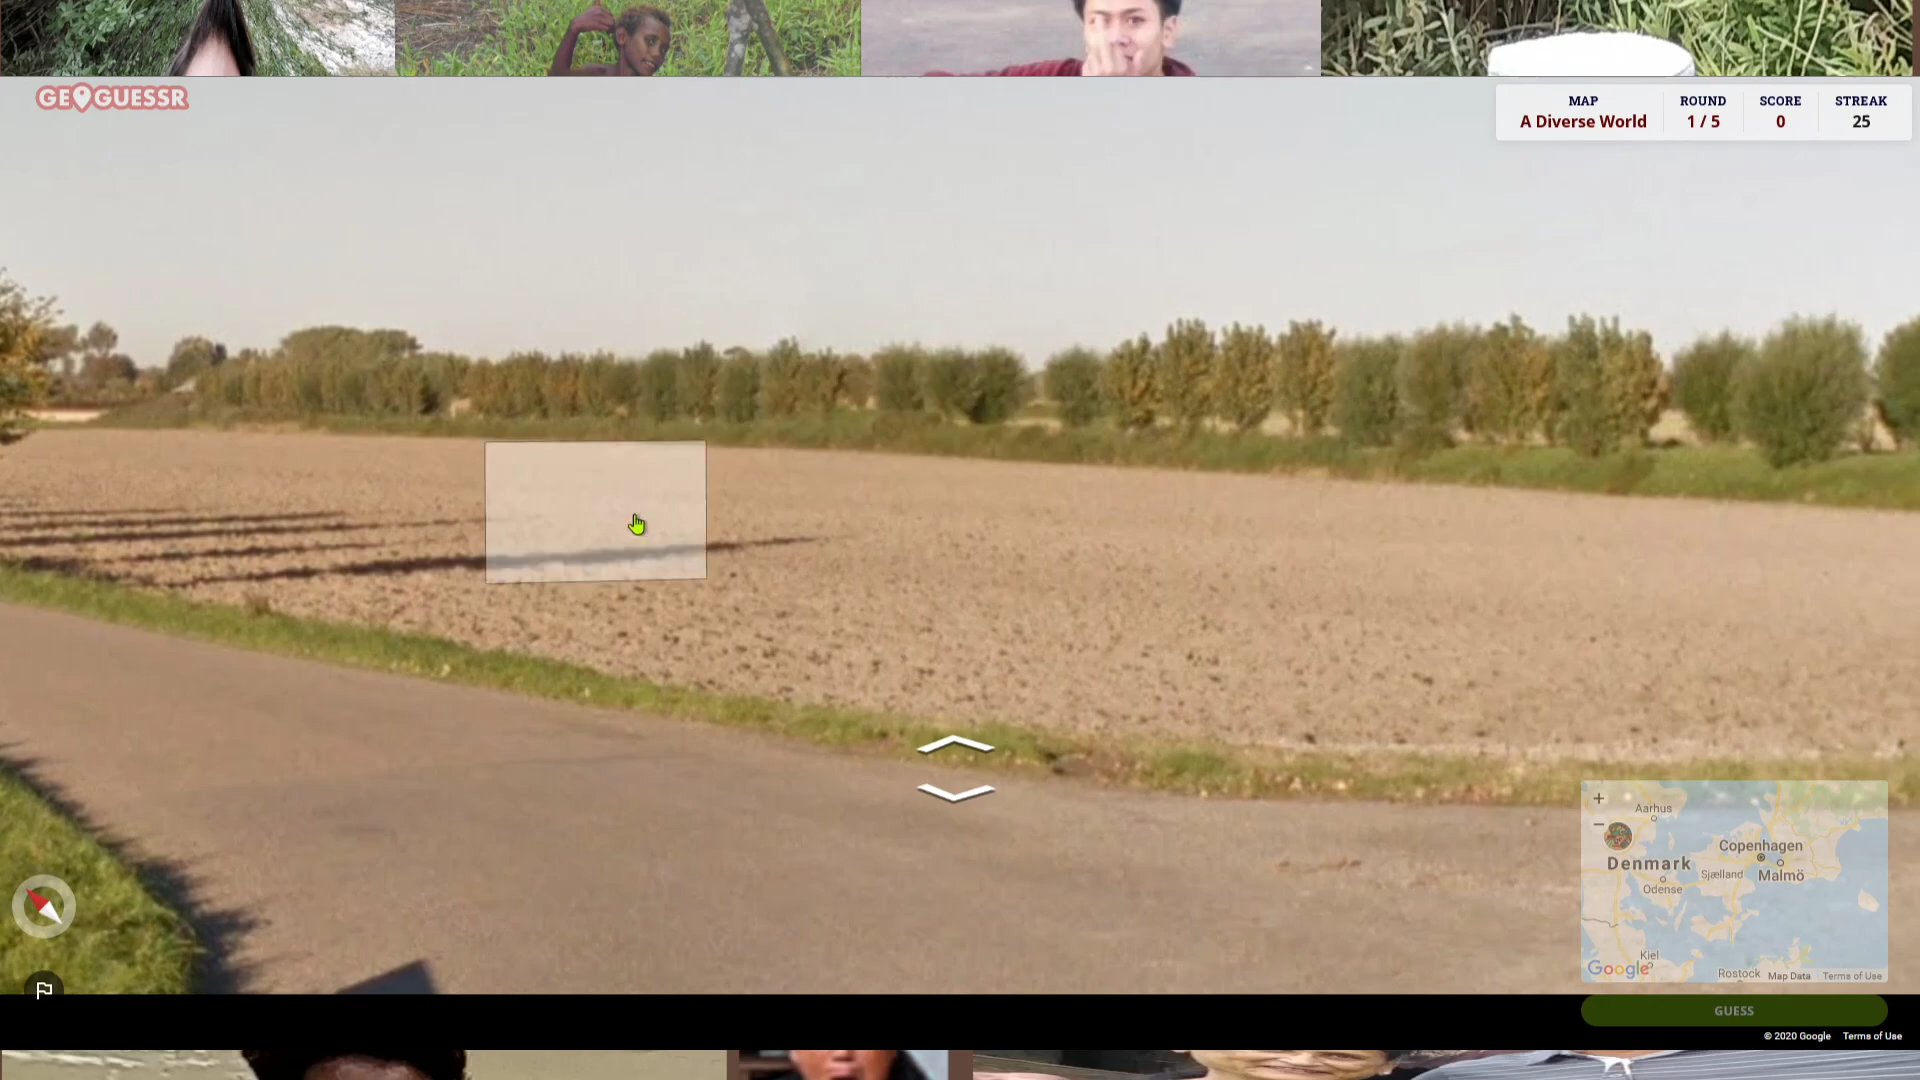 GEOGUESSR
MAP
A Diverse World
ROUND
1 / 5
SCORE
0
STREAK
25
+
−
Aarhus
Copenhagen
Denmark
Sjælland
Malmö
Odense
Kiel
Rostock
Google
Map Data
Terms of Use
GUESS
© 2020 Google
Terms of Use